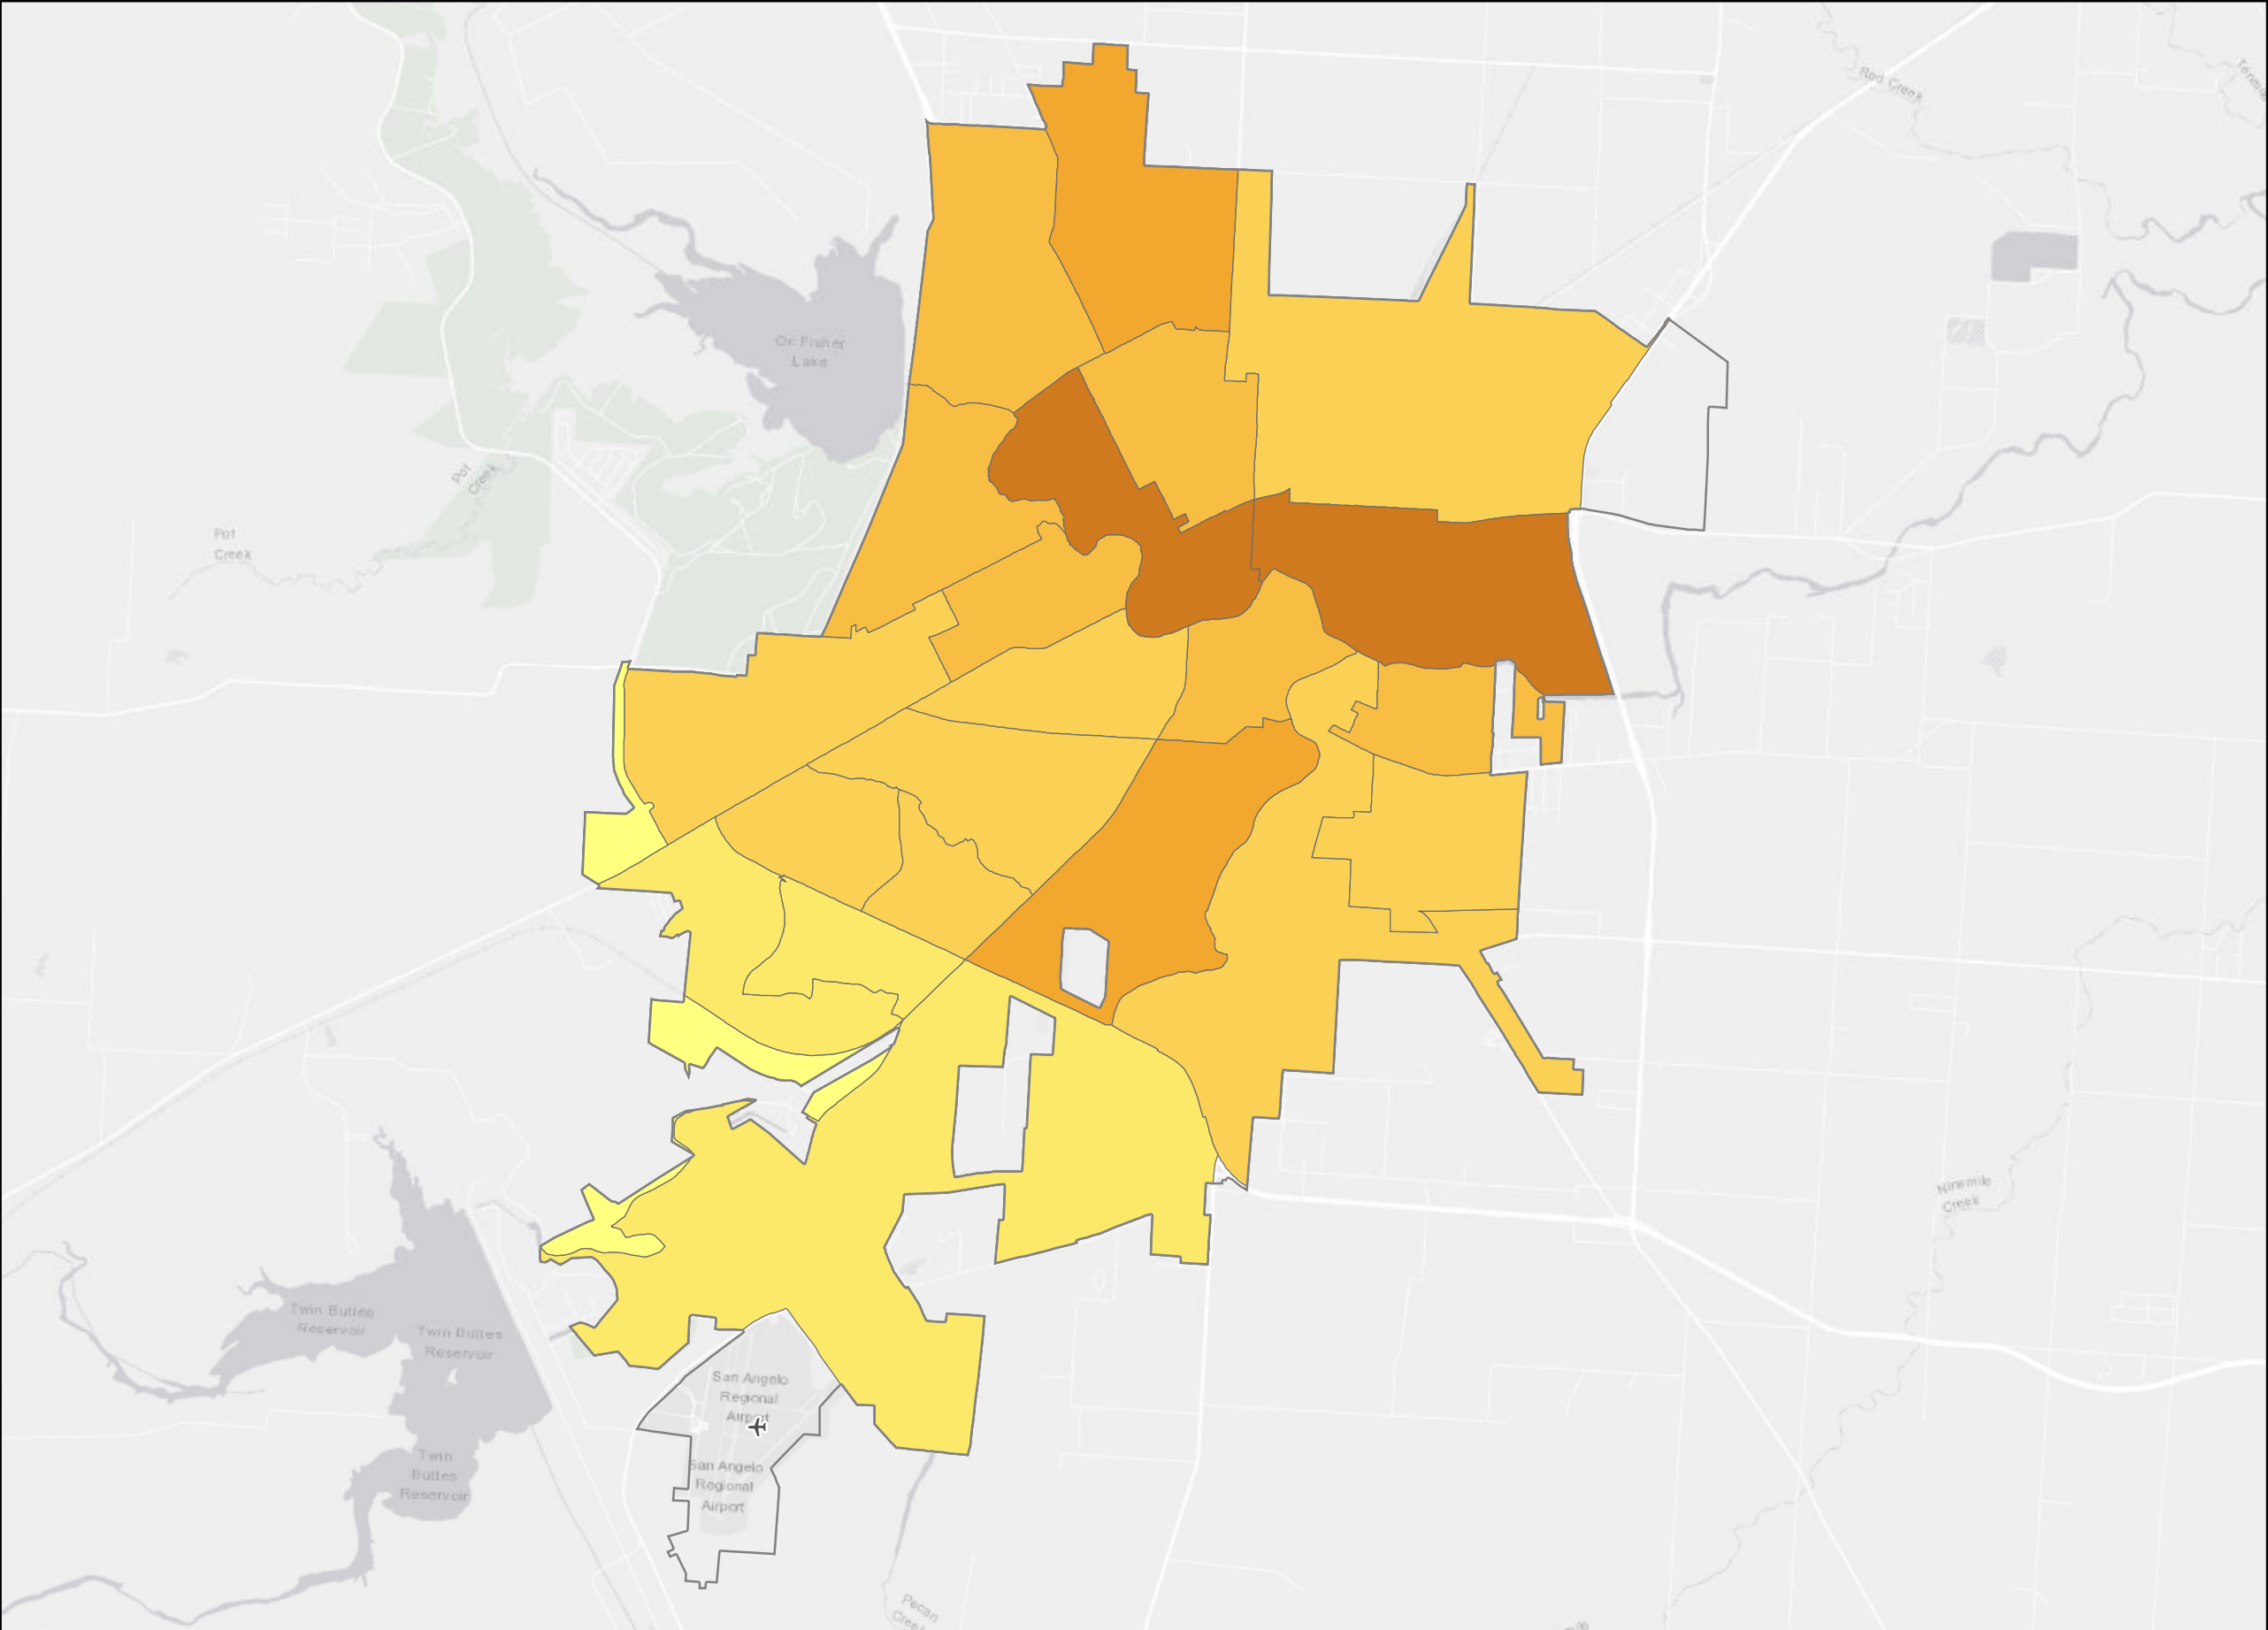 Red Creek
O.C. Fisher
Lake
Pot
Creek
Pot
Creek
Ninemile
Creek
Twin Buttes
Reservoir
Twin Buttes
Reservoir
San Angelo
Regional
Airport
Twin
Buttes
Reservoir
San Angelo
Regional
Airport
Pecan
Creek